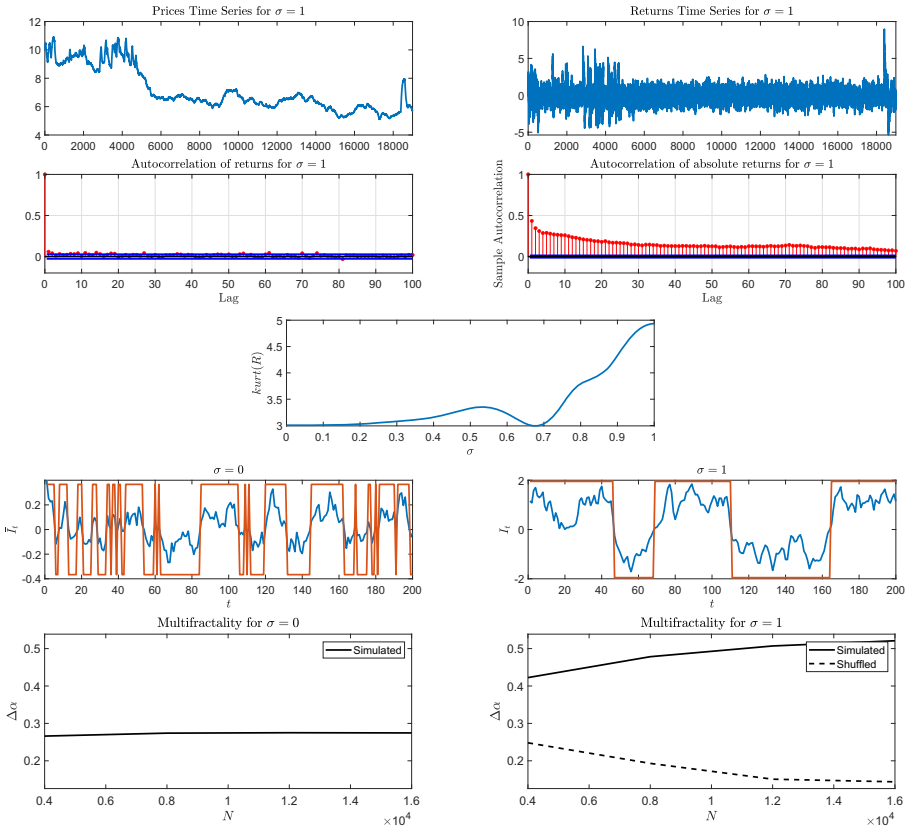 Prices Time Series for σ = 1
12
10
8
6
4
0 2000 4000 6000 8000 10000 12000 14000 16000 18000
Returns Time Series for σ = 1
10
5
0
-5
0 2000 4000 6000 8000 10000 12000 14000 16000 18000
Autocorrelation of returns for σ = 1
1
0.5
0
0 10 20 30 40 50 60 70 80 90 100
Lag
Autocorrelation of absolute returns for σ = 1
Sample Autocorrelation
1
0.5
0
0 10 20 30 40 50 60 70 80 90 100
Lag
kurt(R)
5
4.5
4
3.5
3
0 0.1 0.2 0.3 0.4 0.5 0.6 0.7 0.8 0.9 1
σ
σ = 0
Ī_t
0.2
0
-0.2
-0.4
0 20 40 60 80 100 120 140 160 180 200
t
σ = 1
I_t
2
0
-2
0 20 40 60 80 100 120 140 160 180 200
t
Multifractality for σ = 0
Δα
0.5
0.4
0.3
0.2
Simulated
0.4 0.6 0.8 1 1.2 1.4 1.6
N
×10⁴
Multifractality for σ = 1
Δα
0.5
0.4
0.3
0.2
Simulated
Shuffled
0.4 0.6 0.8 1 1.2 1.4 1.6
N
×10⁴